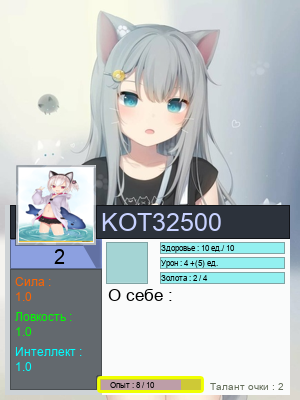 KOT32500
2
Здоровье : 10 ед./ 10
Урон : 4 +(5) ед.
Золота : 2 / 4
Сила :
1.0
Ловкость :
1.0
Интеллект :
1.0
О себе :
Опыт : 8 / 10
Талант очки : 2